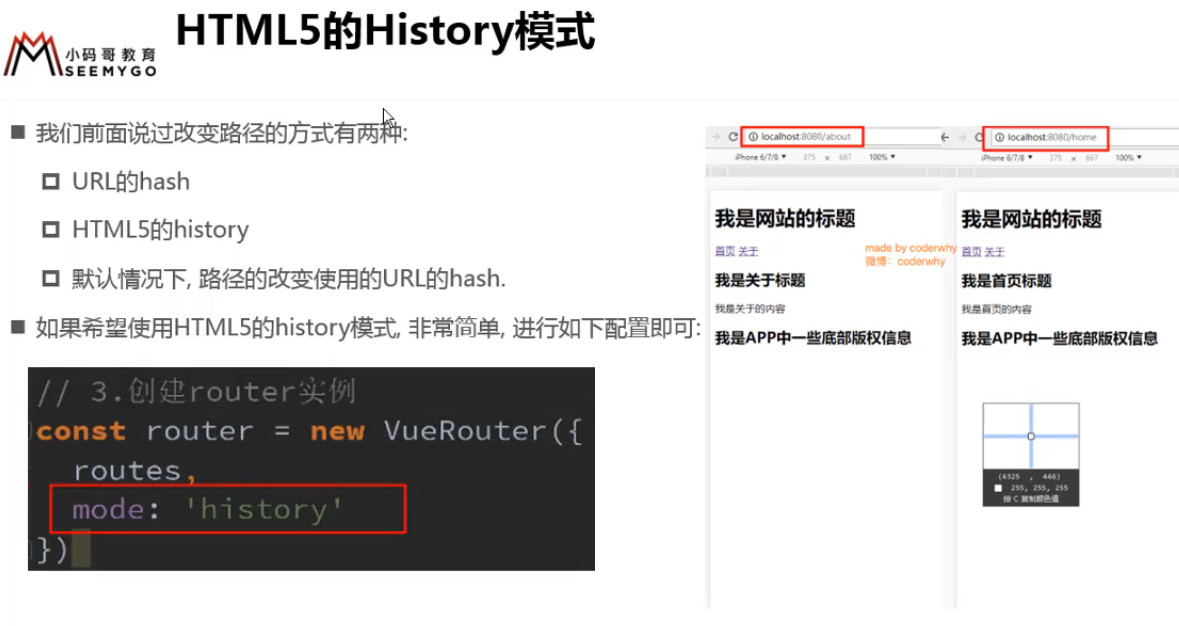 HTML5的History模式
小码哥教育
SEEMYGO
我们前面说过改变路径的方式有两种:
URL的hash
HTML5的history
默认情况下, 路径的改变使用的URL的hash.
如果希望使用HTML5的history模式, 非常简单, 进行如下配置即可:
// 3.创建router实例
const router = new VueRouter({
routes,
mode: 'history'
})
localhost:8080/about
iPhone 6/7/8 ▼ 375 x 667 100% ▼
我是网站的标题
首页 关于
我是关于标题
我是关于的内容
我是APP中一些底部版权信息
made by coderwhy
微博: coderwhy
localhost:8080/home
iPhone 6/7/8 ▼ 375 x 667 100% ▼
我是网站的标题
首页 关于
我是首页标题
我是首页的内容
我是APP中一些底部版权信息
(4325 , 446)
255, 255, 255
按 C 复制颜色值